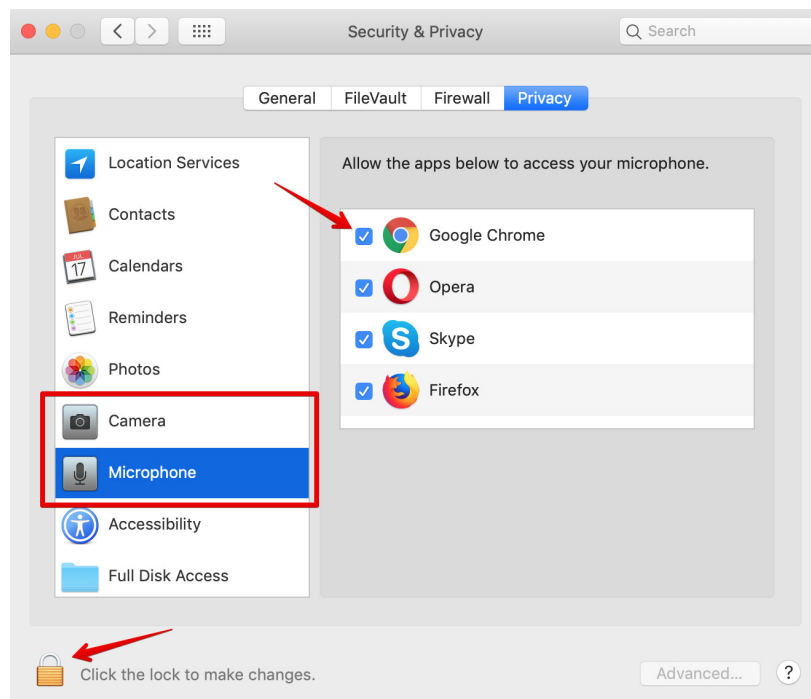 Security & Privacy
Search
General
FileVault
Firewall
Privacy
Location Services
Contacts
JUL
17
Calendars
Reminders
Photos
Camera
Microphone
Accessibility
Full Disk Access
Allow the apps below to access your microphone.
Google Chrome
Opera
Skype
Firefox
Click the lock to make changes.
Advanced...
?